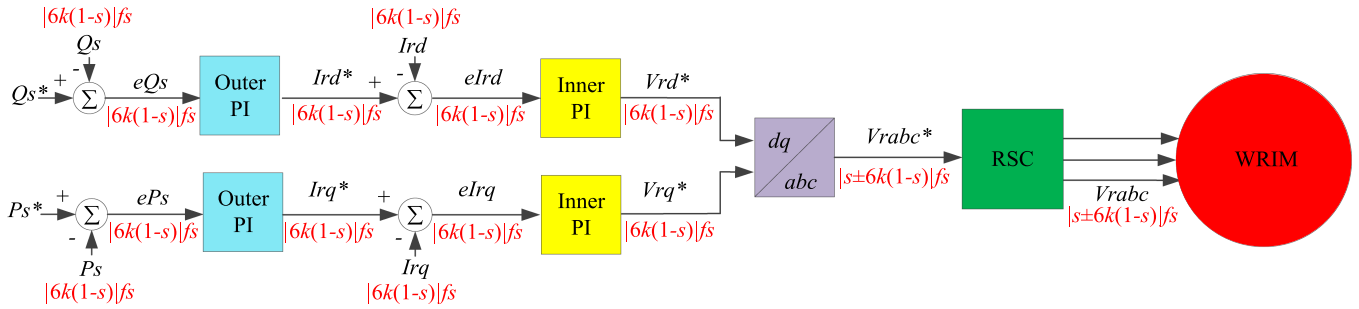 |6k(1-s)|fs
Qs
-
+
Qs*
Σ
eQs
|6k(1-s)|fs
Outer
PI
Ird*
|6k(1-s)|fs
|6k(1-s)|fs
Ird
-
+
Σ
eIrd
|6k(1-s)|fs
Inner
PI
Vrd*
|6k(1-s)|fs
Ps*
+
Σ
-
Ps
|6k(1-s)|fs
ePs
|6k(1-s)|fs
Outer
PI
Irq*
|6k(1-s)|fs
+
Σ
-
Irq
|6k(1-s)|fs
eIrq
|6k(1-s)|fs
Inner
PI
Vrq*
|6k(1-s)|fs
dq
abc
Vrabc*
|s±6k(1-s)|fs
RSC
Vrabc
|s±6k(1-s)|fs
WRIM